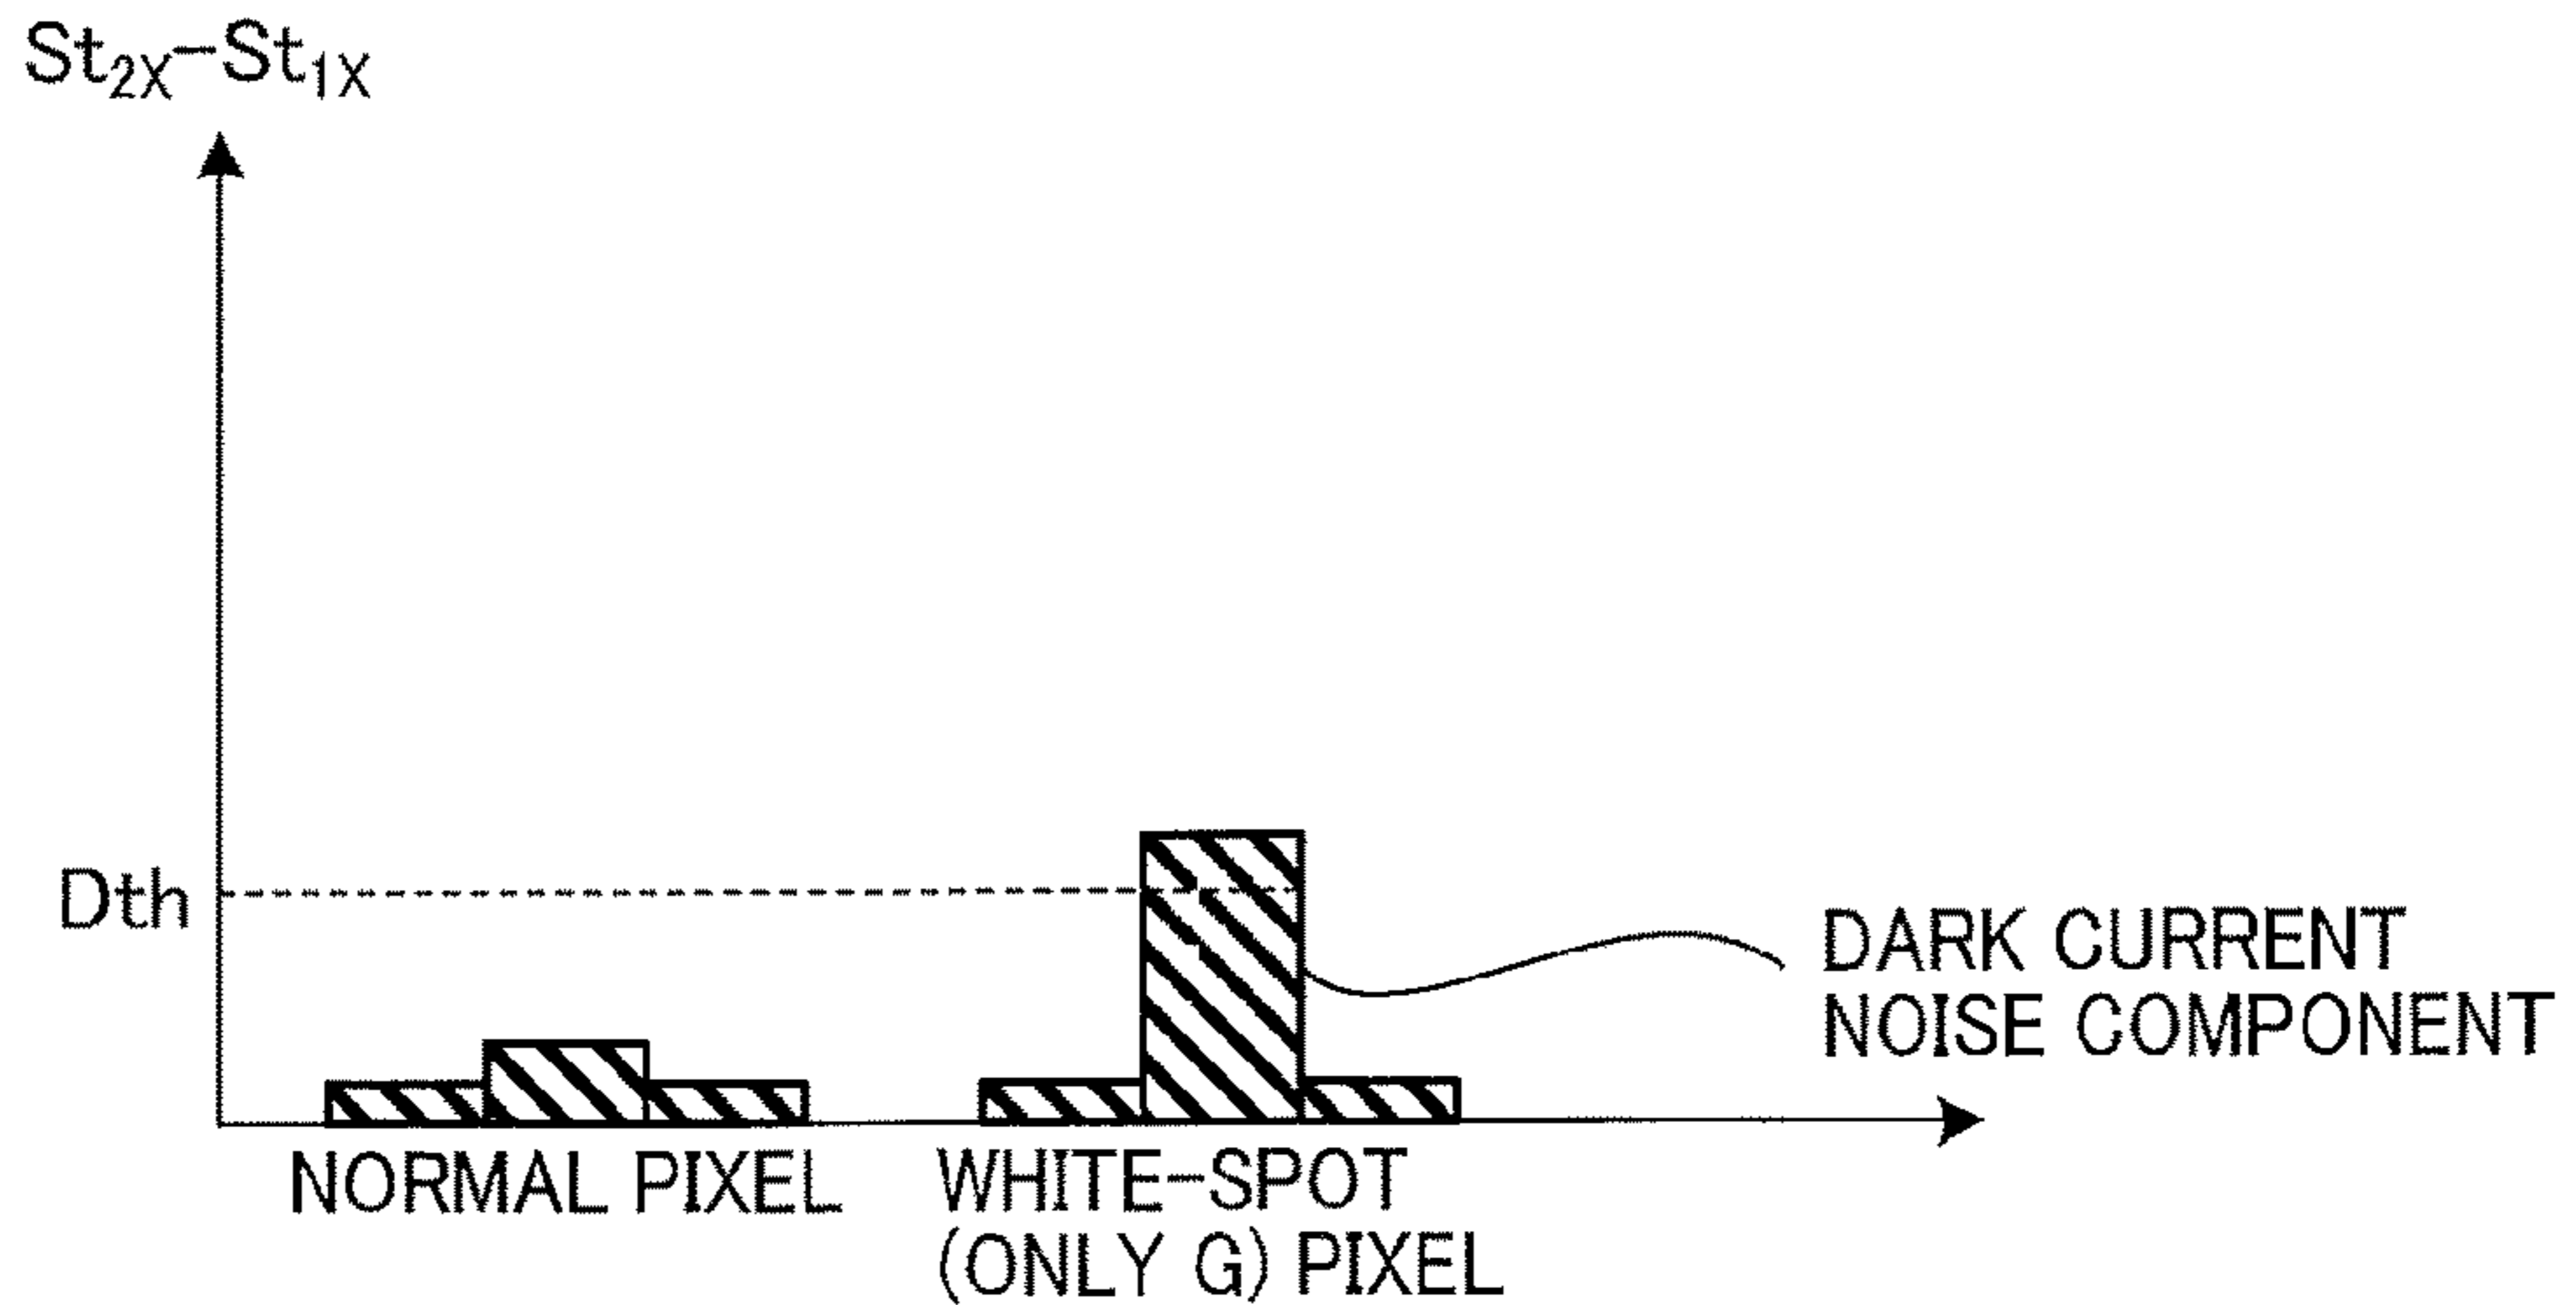 St2X-St1X
Dth
DARK CURRENT
NOISE COMPONENT
NORMAL PIXEL
WHITE-SPOT
(ONLY G) PIXEL